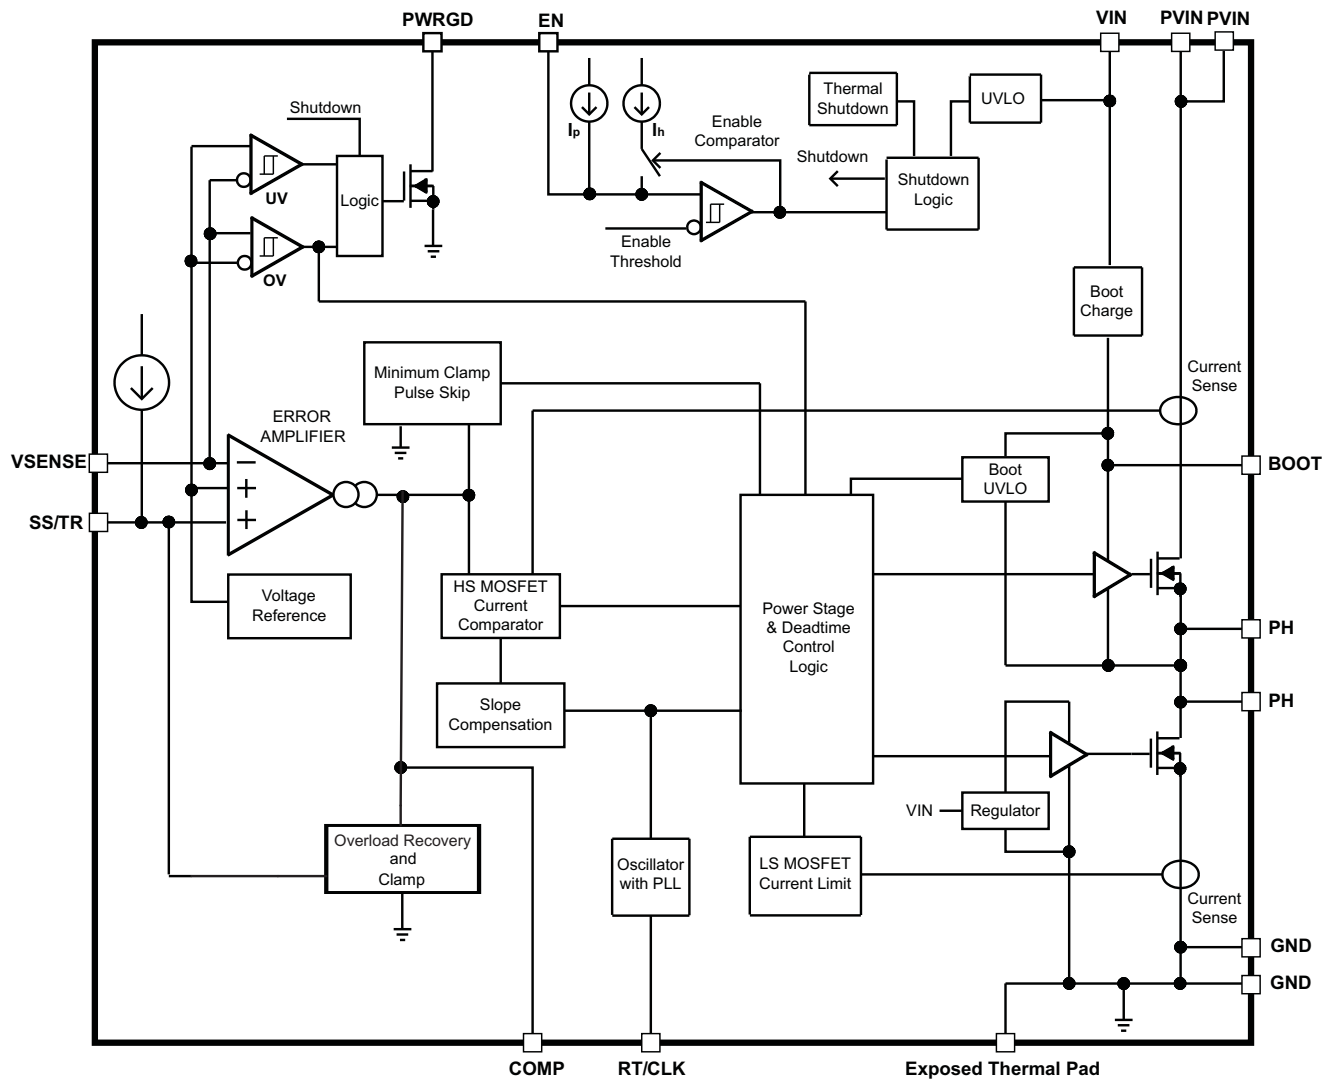 PWRGD
EN
VIN
PVIN
PVIN
Shutdown
Thermal
Shutdown
UVLO
Ip
Ih
Enable
Comparator
UV
Logic
Shutdown
Shutdown
Logic
Enable
Threshold
OV
Boot
Charge
Minimum Clamp
Pulse Skip
Current
Sense
ERROR
AMPLIFIER
VSENSE
−
+
+
SS/TR
Boot
UVLO
BOOT
Voltage
Reference
HS MOSFET
Current
Comparator
Power Stage
& Deadtime
Control
Logic
PH
Slope
Compensation
PH
VIN
Regulator
Overload Recovery
and
Clamp
Oscillator
with PLL
LS MOSFET
Current Limit
Current
Sense
GND
GND
COMP
RT/CLK
Exposed Thermal Pad